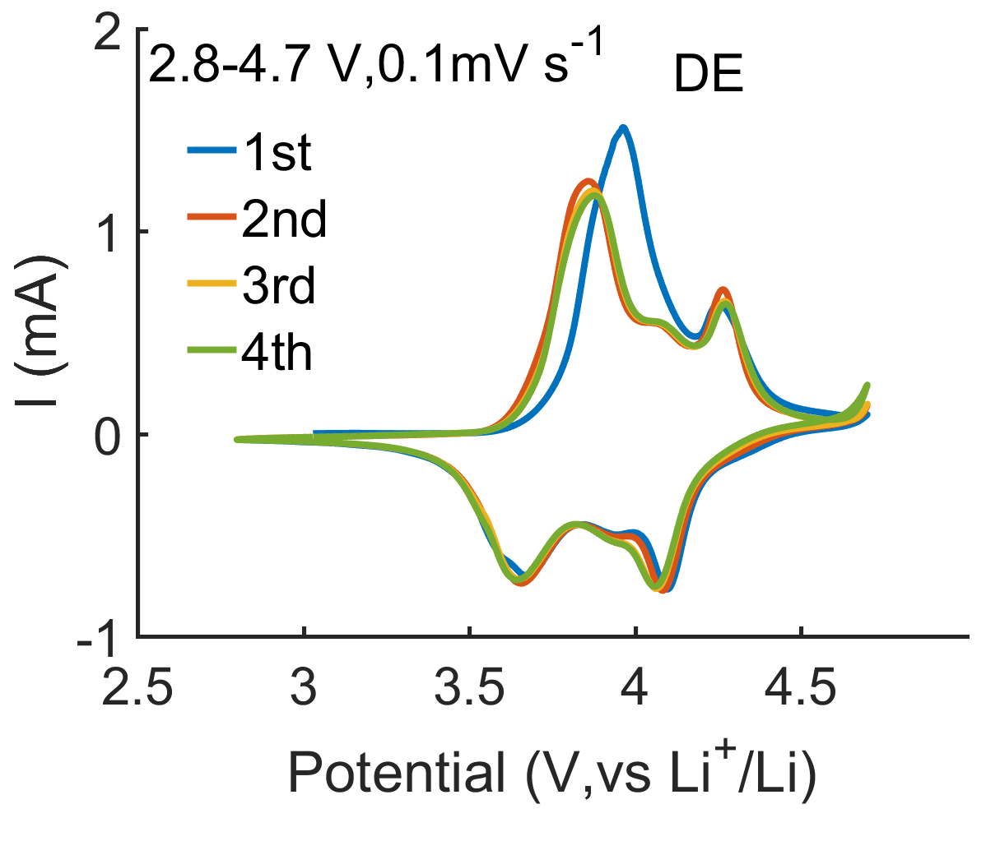 2
2.8-4.7 V,0.1mV s⁻¹
DE
1st
2nd
3rd
4th
1
0
-1
I (mA)
2.5 3 3.5 4 4.5
Potential (V,vs Li⁺/Li)